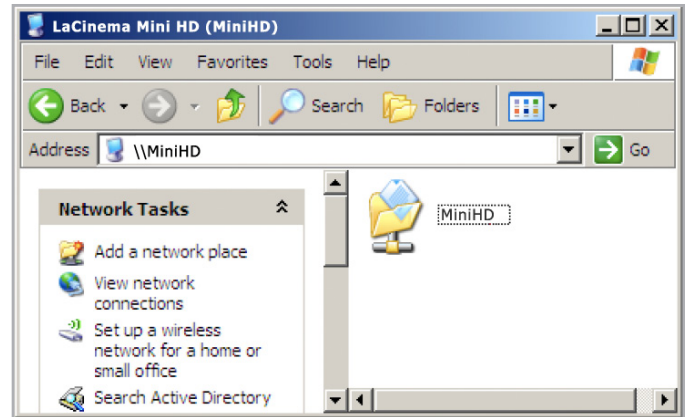 LaCinema Mini HD (MiniHD)
File Edit View Favorites Tools Help
Back Search Folders
Address \\MiniHD Go
Network Tasks
Add a network place
View network
connections
Set up a wireless
network for a home or
small office
Search Active Directory
MiniHD